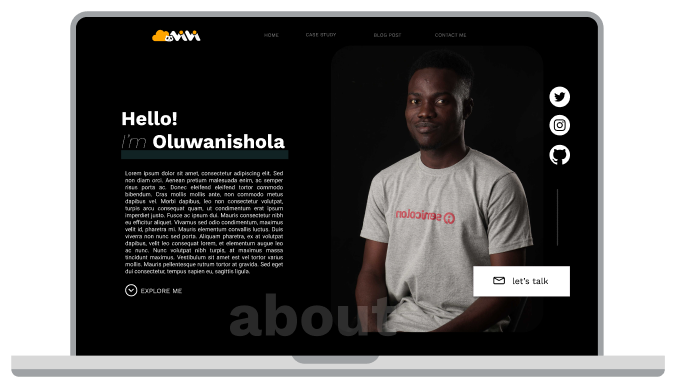 HOME CASE STUDY BLOG POST CONTACT ME
Hello!
I'm Oluwanishola
Lorem ipsum dolor sit amet, consectetur adipiscing elit. Sed
non diam orci. Aenean pretium malesuada enim, ac semper
risus porta ac. Donec eleifend eleifend tortor commodo
bibendum. Cras mollis mollis ante, non commodo metus
dapibus vel. Morbi dapibus, leo non consectetur volutpat,
turpis arcu consequat quam, ut condimentum erat ipsum
imperdiet justo. Fusce ac ipsum dui. Mauris consectetur nibh
eu efficitur aliquet. Vivamus sed odio condimentum, maximus
velit id, pharetra mi. Mauris elementum convallis luctus. Duis
viverra non nunc sed porta. Aliquam pharetra, ex at volutpat
dapibus, velit leo consequat lorem, et elementum augue leo
ac nunc. Nunc volutpat nibh turpis, at maximus mass
tincidunt maximus. Vestibulum sit amet est vel tortor varius
mollis. Mauris pellentesque rutrum tortor at gravida. Sed eget
dui consectetur, tempus sapien eu, sagittis ligula.
EXPLORE ME
semicolon
let's talk
about